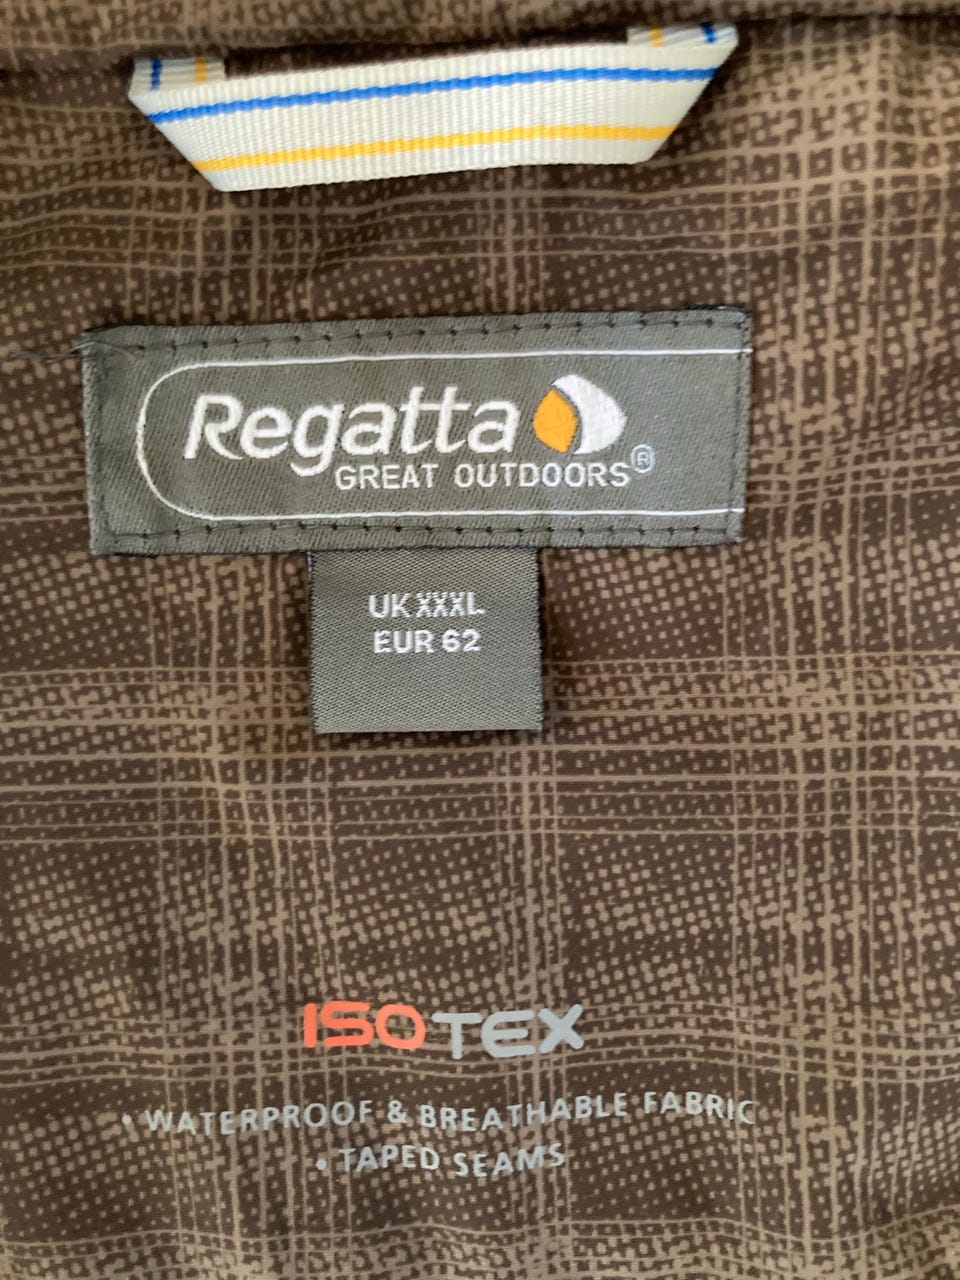 Regatta
GREAT OUTDOORS®
UK XXXL
EUR 62
ISOTEX
• WATERPROOF & BREATHABLE FABRIC
• TAPED SEAMS